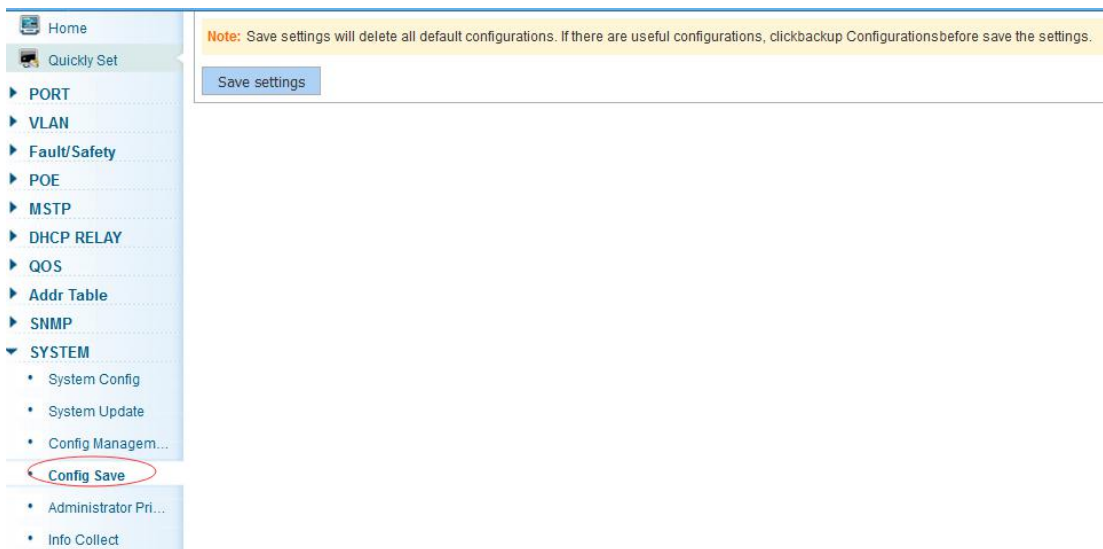 Home
Quickly Set
PORT
VLAN
Fault/Safety
POE
MSTP
DHCP RELAY
QOS
Addr Table
SNMP
SYSTEM
System Config
System Update
Config Managem...
Config Save
Administrator Pri...
Info Collect
Note: Save settings will delete all default configurations. If there are useful configurations, clickbackup Configurationsbefore save the settings.
Save settings